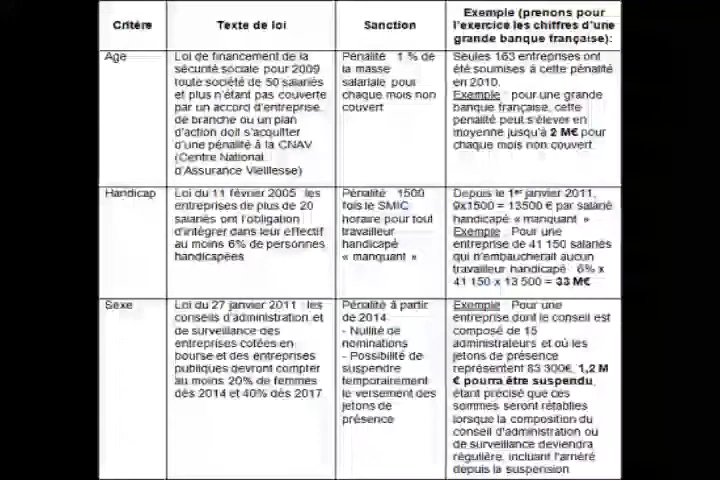 Critère
Texte de loi
Sanction
Exemple (prenons pour
l'exercice les chiffres d'une
grande banque française):
Age
Loi de financement de la
sécurité sociale pour 2009
toute société de 50 salariés
et plus n'étant pas couverte
par un accord d'entreprise,
de branche ou un plan
d'action doit s'acquitter
d'une pénalité à la CNAV
(Centre National
d'Assurance Vieillesse)
Pénalité 1 % de
la masse
salariale pour
chaque mois non
couvert
Seules 163 entreprises ont
été soumises à cette pénalité
en 2010.
Exemple : pour une grande
banque française, cette
pénalité peut s'élever en
moyenne jusqu'à 2 M€ pour
chaque mois non couvert
Handicap
Loi du 11 février 2005 : les
entreprises de plus de 20
salariés ont l'obligation
d'intégrer dans leur effectif
au moins 6% de personnes
handicapées
Pénalité 1500
fois le SMIC
horaire pour tout
travailleur
handicapé
« manquant »
Depuis le 1er janvier 2011,
9x1500 = 13500 € par salarié
handicapé « manquant »
Exemple : Pour une
entreprise de 41 150 salariés
qui n'embaucherait aucun
travailleur handicapé : 6% x
41 150 x 13 500 = 33 M€
Sexe
Loi du 27 janvier 2011 : les
conseils d'administration et
de surveillance des
entreprises cotées en
bourse et des entreprises
publiques devront compter
au moins 20% de femmes
dès 2014 et 40% dès 2017
Pénalité à partir
de 2014
- Nullité de
nominations
- Possibilité de
suspendre
temporairement
le versement des
jetons de
présence
Exemple : Pour une
entreprise dont le conseil est
composé de 15
administrateurs et où les
jetons de présence
représentent 83 300€, 1,2 M
€ pourra être suspendu,
étant précisé que ces
sommes seront rétablies
lorsque la composition du
conseil d'administration ou
de surveillance deviendra
régulière, incluant l'arriéré
depuis la suspension